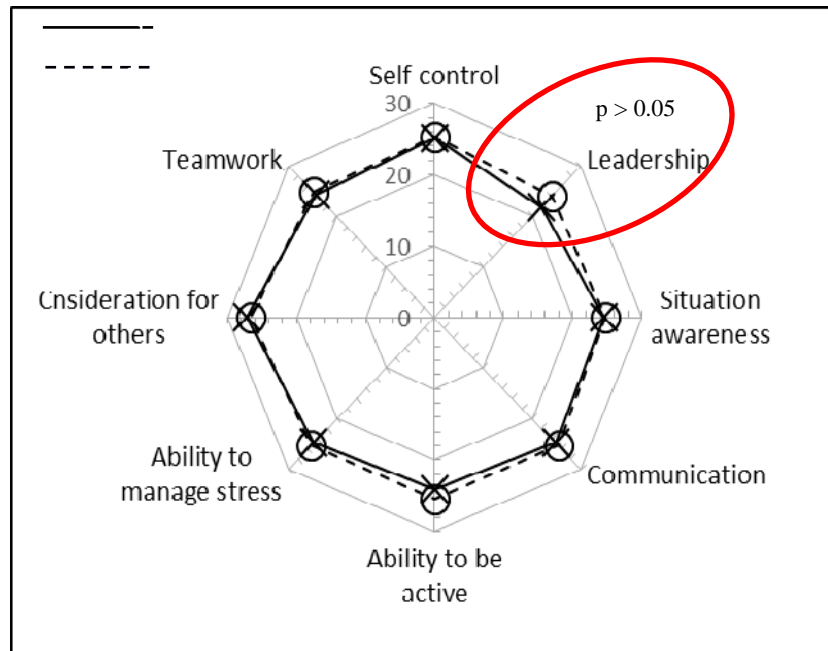 Self control
30
p > 0.05
Teamwork
Leadership
20
10
Cnsideration for
others
0
Situation
awareness
Ability to
manage stress
Communication
Ability to be
active